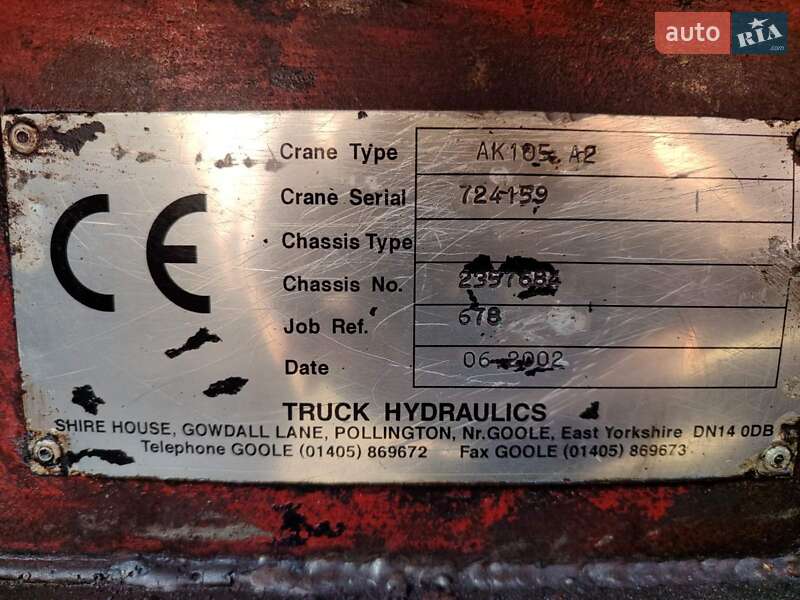 auto RIA
.com
CE
Crane Type AK105 A2
Crane Serial 724159
Chassis Type
Chassis No. 2397684
Job Ref. 678
Date 06 2002
TRUCK HYDRAULICS
SHIRE HOUSE, GOWDALL LANE, POLLINGTON, Nr.GOOLE, East Yorkshire DN14 0DB
Telephone GOOLE (01405) 869672 Fax GOOLE (01405) 869673